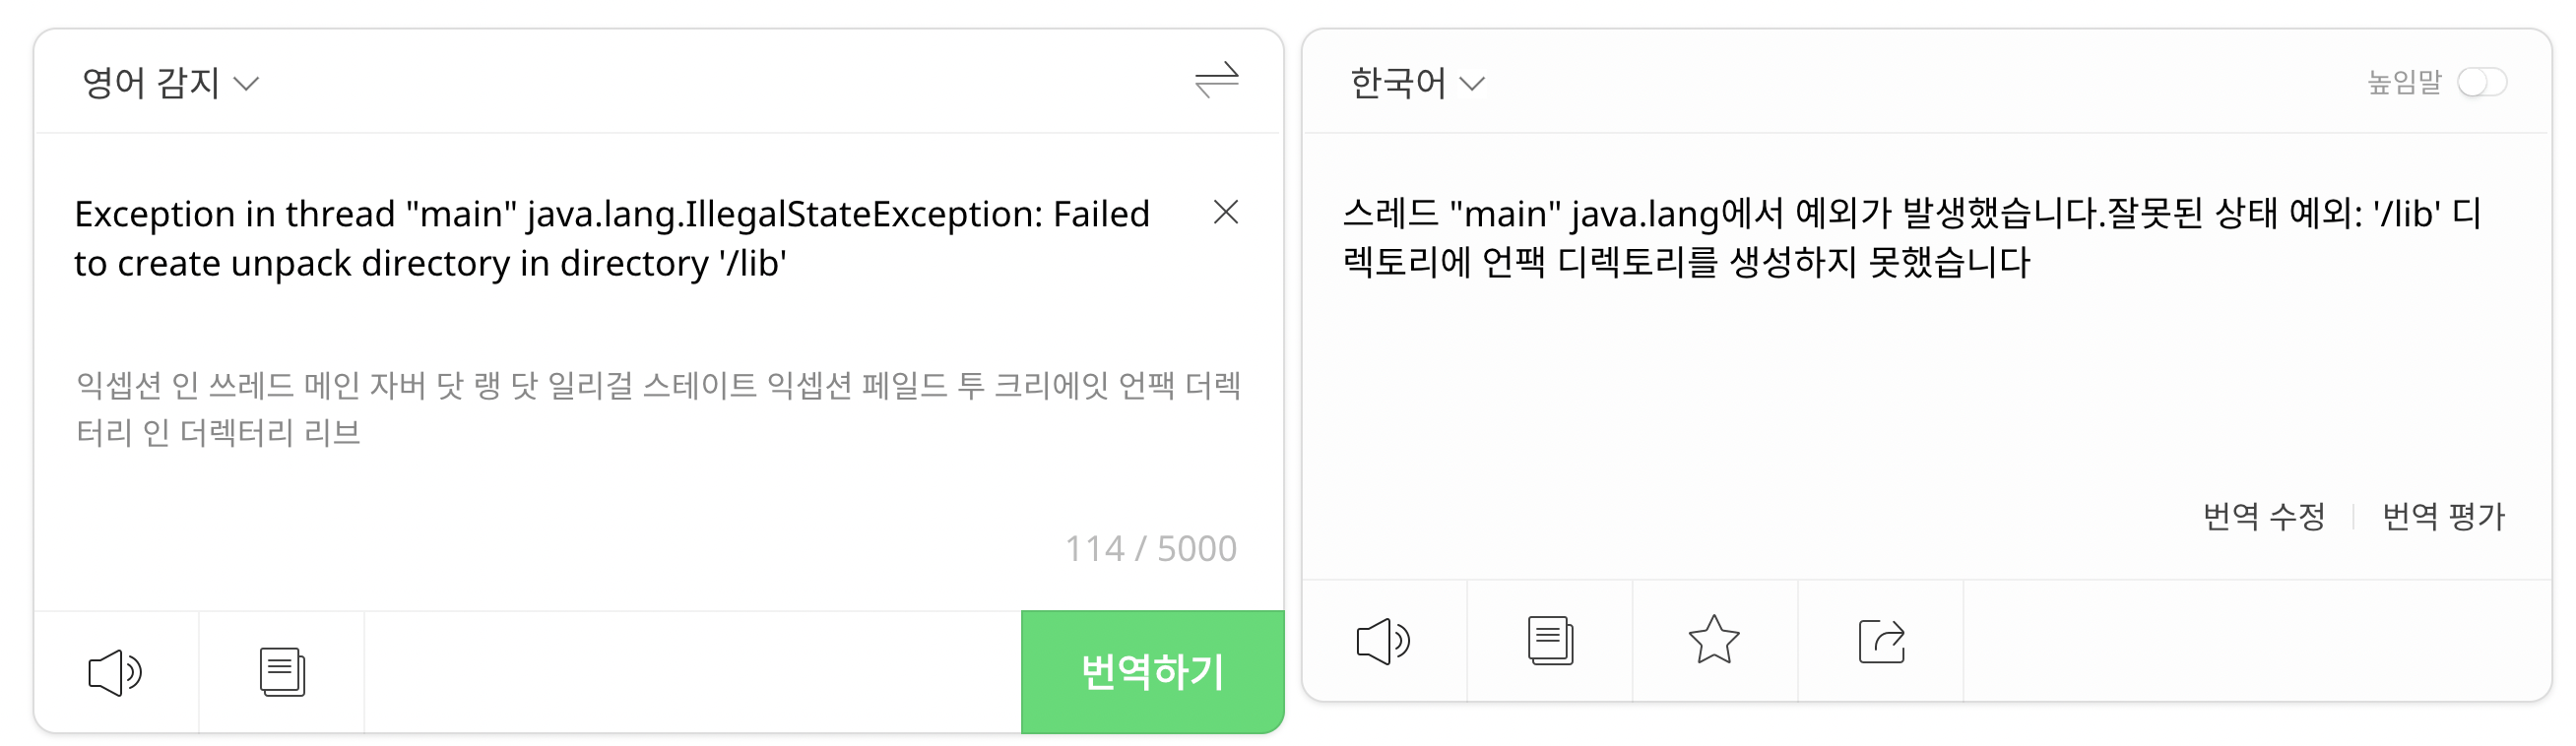 영어 감지
Exception in thread "main" java.lang.IllegalStateException: Failed
to create unpack directory in directory '/lib'
익셉션 인 쓰레드 메인 자버 닷 랭 닷 일리걸 스테이트 익셉션 페일드 투 크리에잇 언팩 더렉
터리 인 더렉터리 리브
114 / 5000
번역하기
한국어
높임말
스레드 "main" java.lang에서 예외가 발생했습니다.잘못된 상태 예외: '/lib' 디
렉토리에 언팩 디렉토리를 생성하지 못했습니다
번역 수정
번역 평가